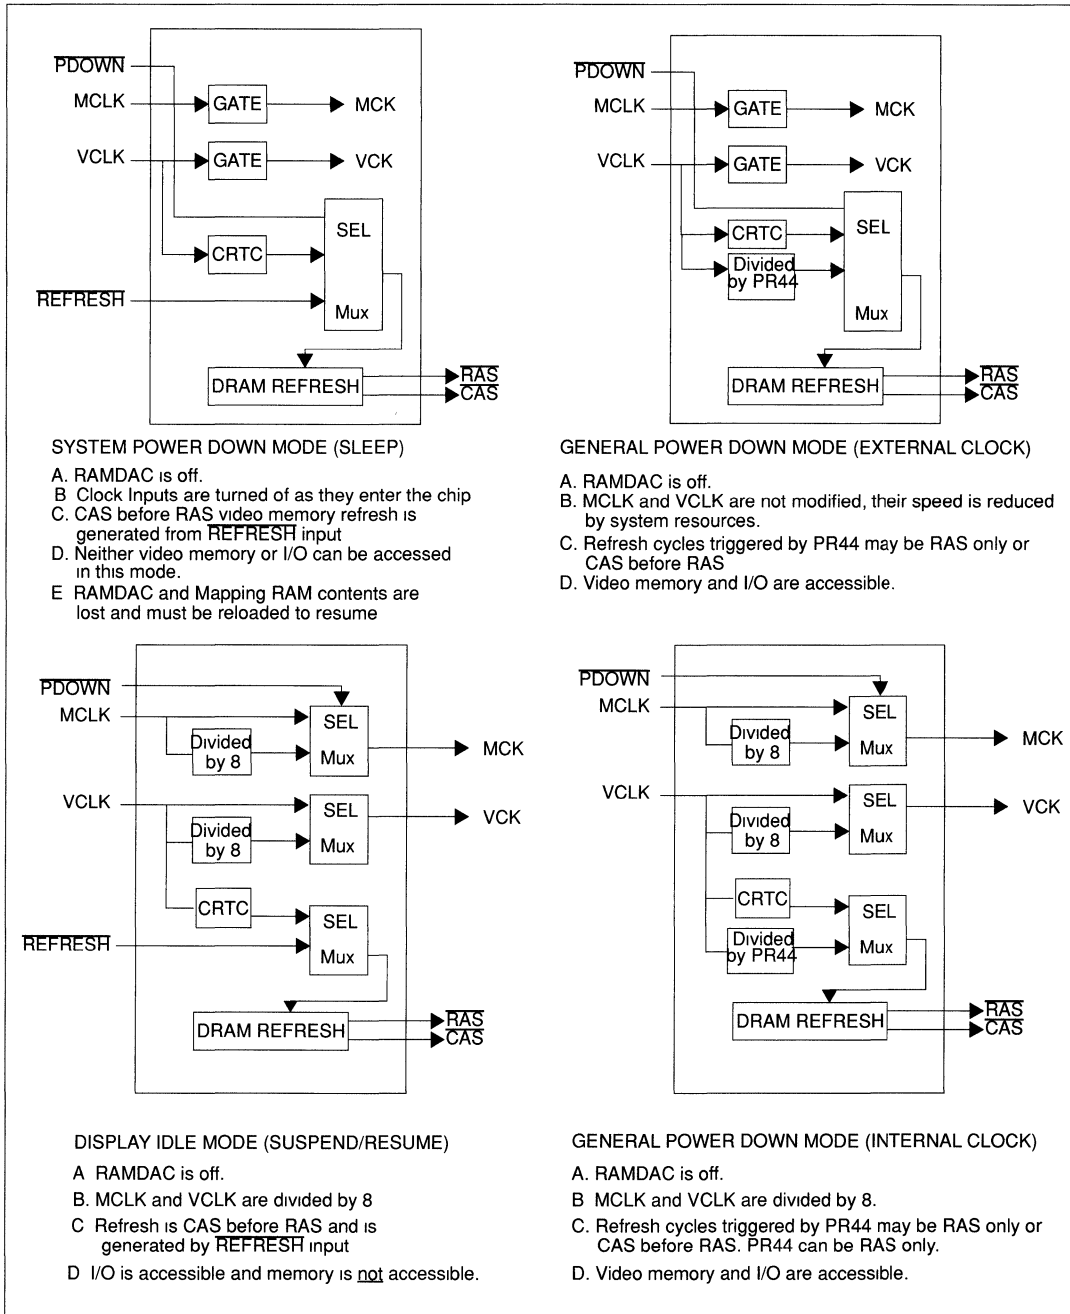 PDOWN
MCLK
GATE
MCK
VCLK
GATE
VCK
SEL
CRTC
REFRESH
Mux
DRAM REFRESH
RAS
CAS
SYSTEM POWER DOWN MODE (SLEEP)
A. RAMDAC is off.
B Clock Inputs are turned of as they enter the chip
C. CAS before RAS video memory refresh is
generated from REFRESH input
D. Neither video memory or I/O can be accessed
in this mode.
E RAMDAC and Mapping RAM contents are
lost and must be reloaded to resume
PDOWN
MCLK
GATE
MCK
VCLK
GATE
VCK
SEL
CRTC
Divided
by PR44
Mux
DRAM REFRESH
RAS
CAS
GENERAL POWER DOWN MODE (EXTERNAL CLOCK)
A. RAMDAC is off.
B. MCLK and VCLK are not modified, their speed is reduced
by system resources.
C. Refresh cycles triggered by PR44 may be RAS only or
CAS before RAS
D. Video memory and I/O are accessible.
PDOWN
MCLK
SEL
Divided
by 8
Mux
MCK
VCLK
SEL
VCK
Divided
by 8
Mux
CRTC
SEL
REFRESH
Mux
DRAM REFRESH
RAS
CAS
DISPLAY IDLE MODE (SUSPEND/RESUME)
A RAMDAC is off.
B. MCLK and VCLK are divided by 8
C Refresh is CAS before RAS and is
generated by REFRESH input
D I/O is accessible and memory is not accessible.
PDOWN
MCLK
SEL
Divided
by 8
Mux
MCK
VCLK
SEL
VCK
Divided
by 8
Mux
CRTC
SEL
Divided
by PR44
Mux
DRAM REFRESH
RAS
CAS
GENERAL POWER DOWN MODE (INTERNAL CLOCK)
A. RAMDAC is off.
B MCLK and VCLK are divided by 8.
C. Refresh cycles triggered by PR44 may be RAS only or
CAS before RAS. PR44 can be RAS only.
D. Video memory and I/O are accessible.